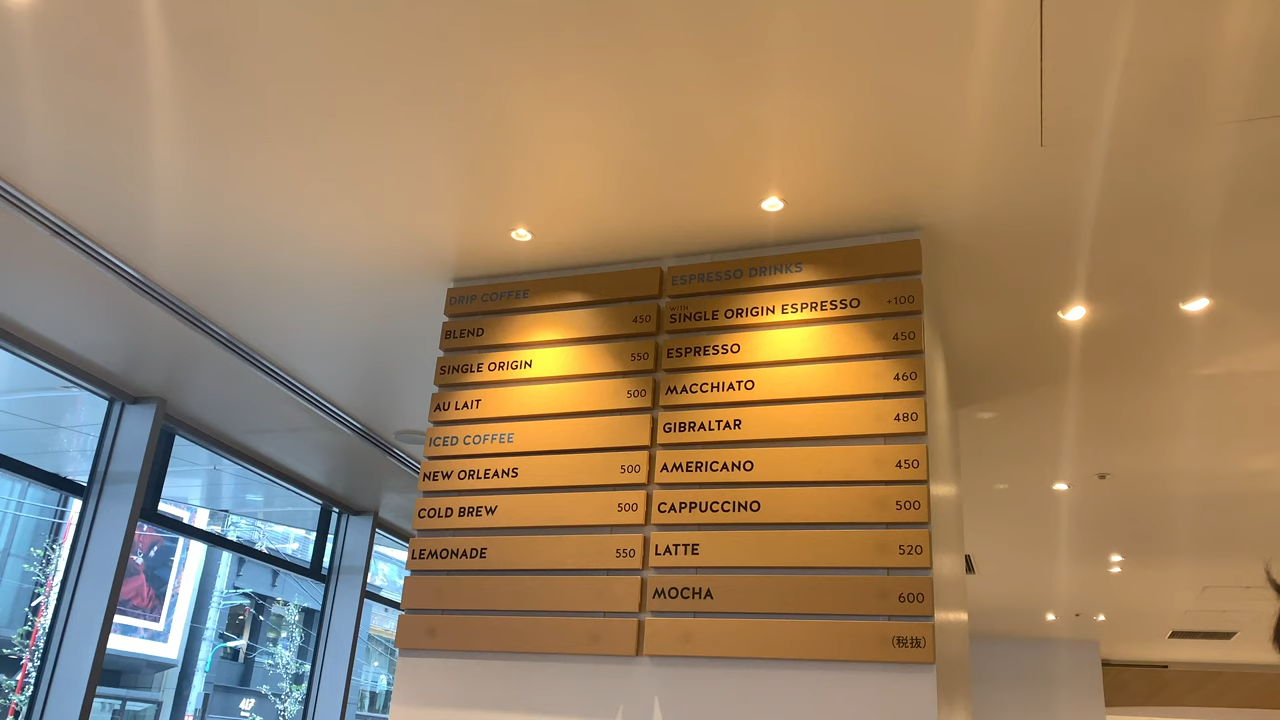 DRIP COFFEE
BLEND 450
SINGLE ORIGIN 550
AU LAIT 500
ICED COFFEE
NEW ORLEANS 500
COLD BREW 500
LEMONADE 550
ESPRESSO DRINKS
WITH
SINGLE ORIGIN ESPRESSO +100
ESPRESSO 450
MACCHIATO 460
GIBRALTAR 480
AMERICANO 450
CAPPUCCINO 500
LATTE 520
MOCHA 600
(税抜)
417